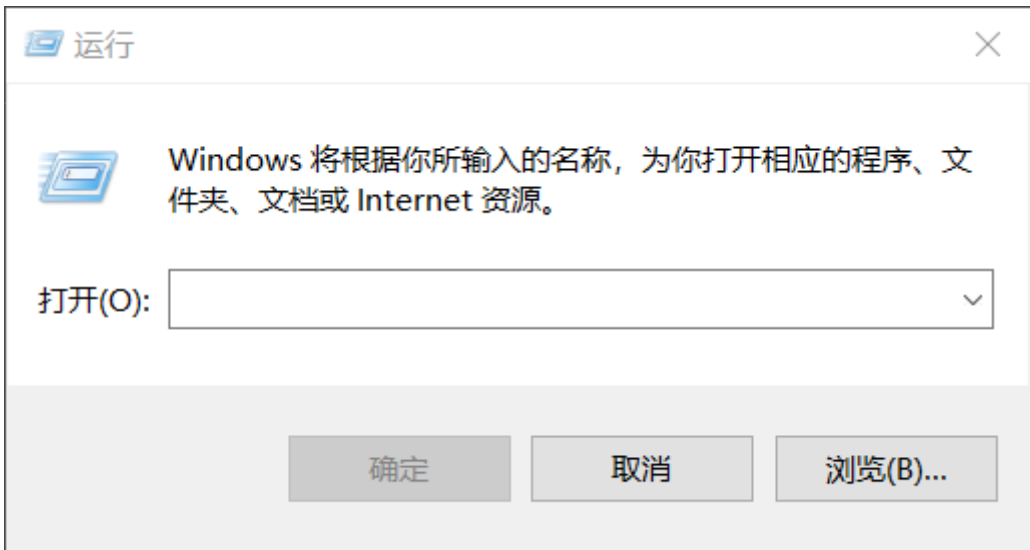 运行
Windows 将根据你所输入的名称，为你打开相应的程序、文
件夹、文档或 Internet 资源。
打开(O):
确定
取消
浏览(B)...